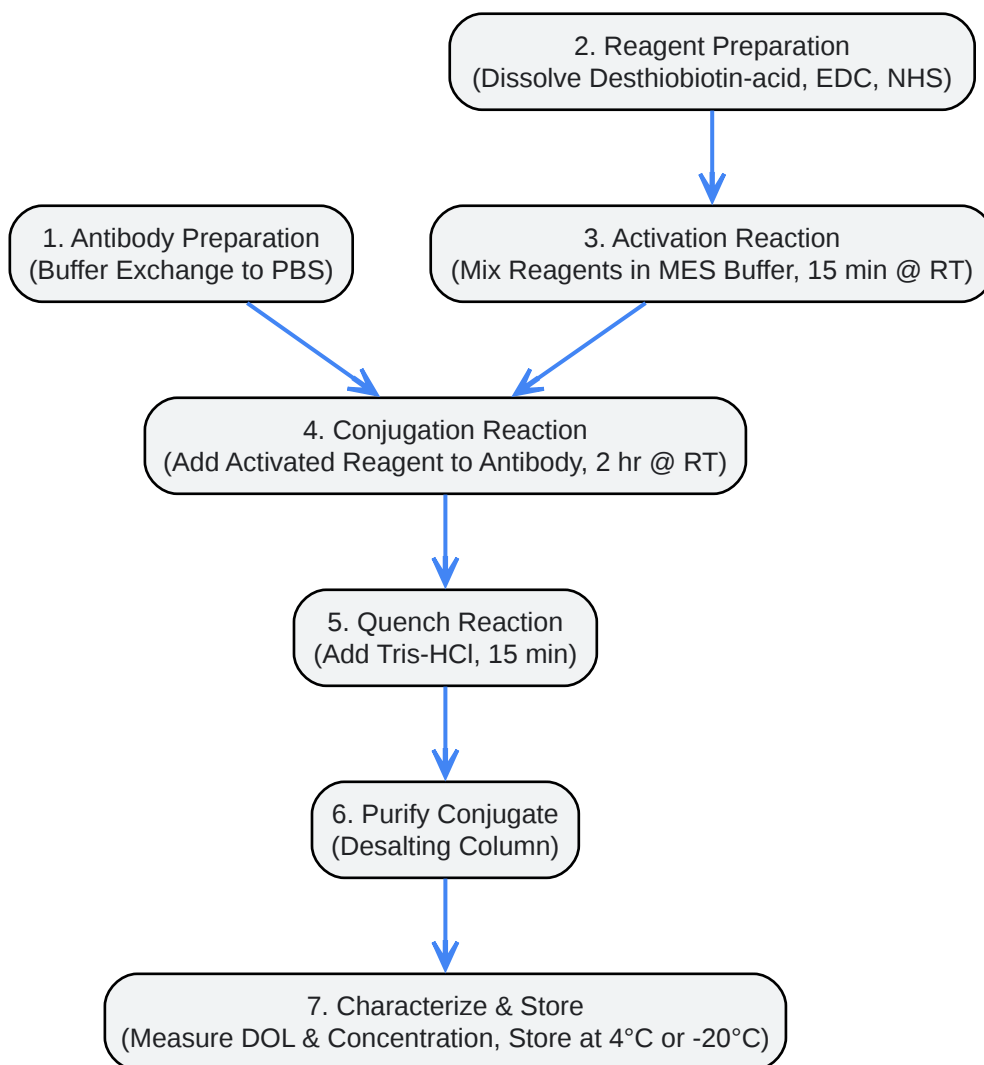 2. Reagent Preparation
(Dissolve Desthiobiotin-acid, EDC, NHS)
1. Antibody Preparation
(Buffer Exchange to PBS)
3. Activation Reaction
(Mix Reagents in MES Buffer, 15 min @ RT)
4. Conjugation Reaction
(Add Activated Reagent to Antibody, 2 hr @ RT)
5. Quench Reaction
(Add Tris-HCl, 15 min)
6. Purify Conjugate
(Desalting Column)
7. Characterize & Store
(Measure DOL & Concentration, Store at 4°C or -20°C)